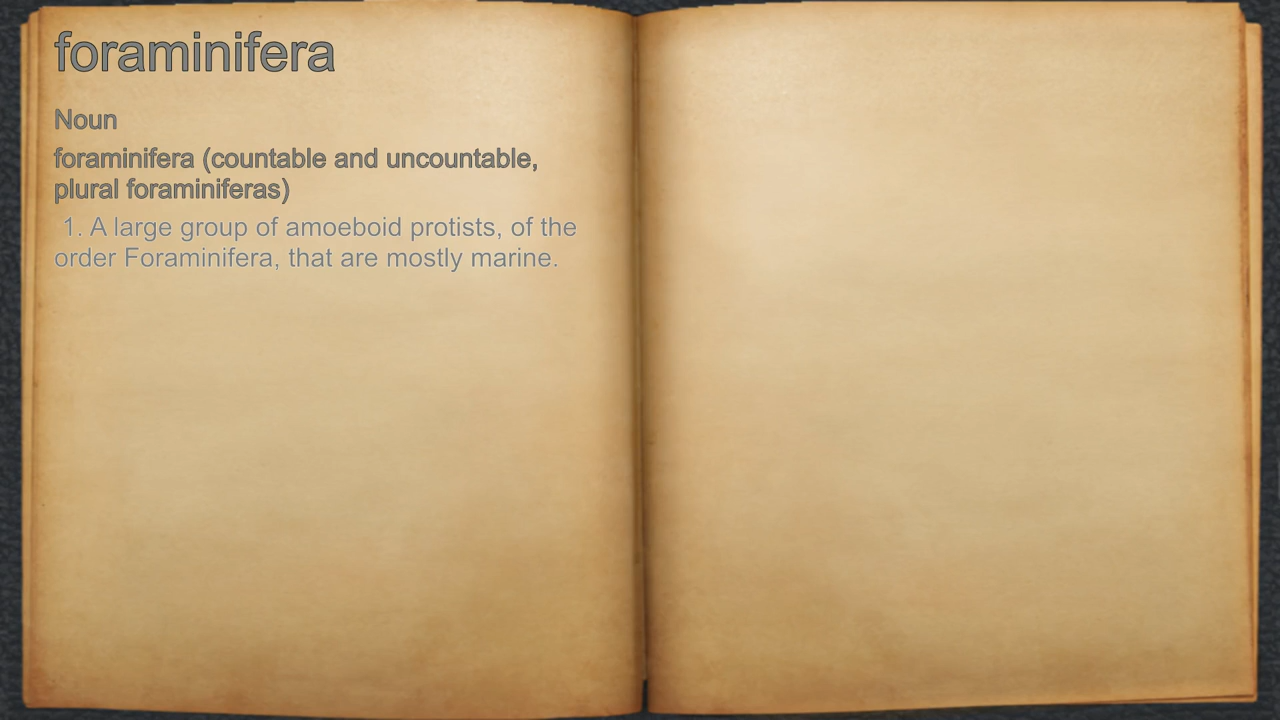 foraminifera
Noun
foraminifera (countable and uncountable,
plural foraminiferas)
1. A large group of amoeboid protists, of the
order Foraminifera, that are mostly marine.